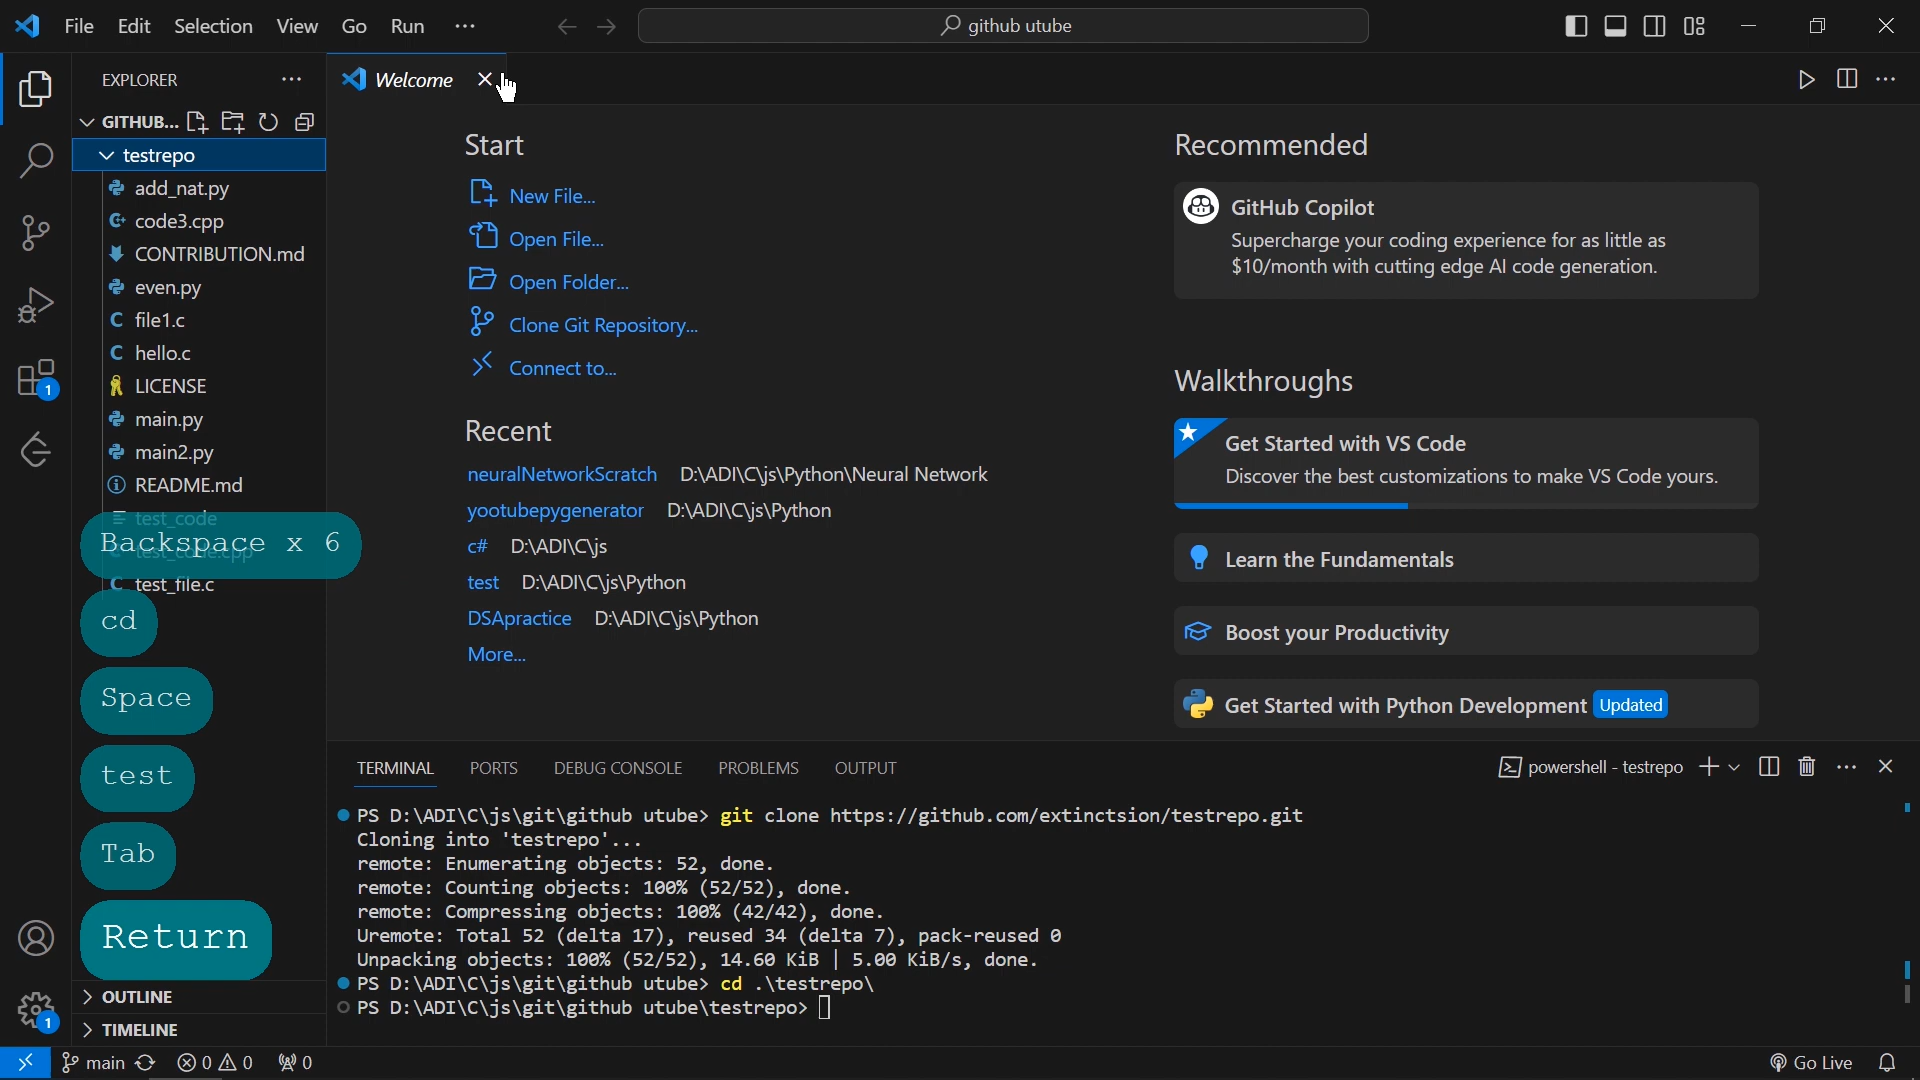 File Edit Selection View Go Run ...
github utube
EXPLORER
Welcome
GITHUB...
testrepo
add_nat.py
code3.cpp
CONTRIBUTION.md
even.py
file1.c
hello.c
LICENSE
main.py
main2.py
README.md
test_code
test_code.cpp
test_file.c
Backspace x 6
cd
Space
test
Tab
Return
OUTLINE
TIMELINE
Start
New File...
Open File...
Open Folder...
Clone Git Repository...
Connect to...
Recent
neuralNetworkScratch D:\ADI\C\js\Python\Neural Network
yootubepygenerator D:\ADI\C\js\Python
c# D:\ADI\C\js
test D:\ADI\C\js\Python
DSApractice D:\ADI\C\js\Python
More...
Recommended
GitHub Copilot
Supercharge your coding experience for as little as
$10/month with cutting edge AI code generation.
Walkthroughs
Get Started with VS Code
Discover the best customizations to make VS Code yours.
Learn the Fundamentals
Boost your Productivity
Get Started with Python Development Updated
TERMINAL PORTS DEBUG CONSOLE PROBLEMS OUTPUT
powershell - testrepo
PS D:\ADI\C\js\git\github utube> git clone https://github.com/extinctsion/testrepo.git
Cloning into 'testrepo'...
remote: Enumerating objects: 52, done.
remote: Counting objects: 100% (52/52), done.
remote: Compressing objects: 100% (42/42), done.
Uremote: Total 52 (delta 17), reused 34 (delta 7), pack-reused 0
Unpacking objects: 100% (52/52), 14.60 KiB | 5.00 KiB/s, done.
PS D:\ADI\C\js\git\github utube> cd .\testrepo\
PS D:\ADI\C\js\git\github utube\testrepo>
1
1
main 0 0 0
Go Live